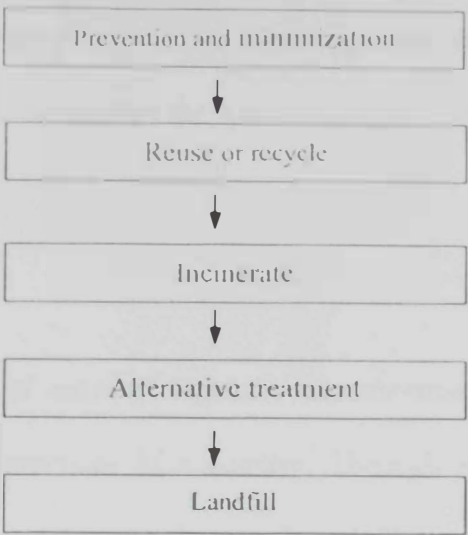 Prevention and minimization
Reuse or recycle
Incinerate
Alternative treatment
Landfill